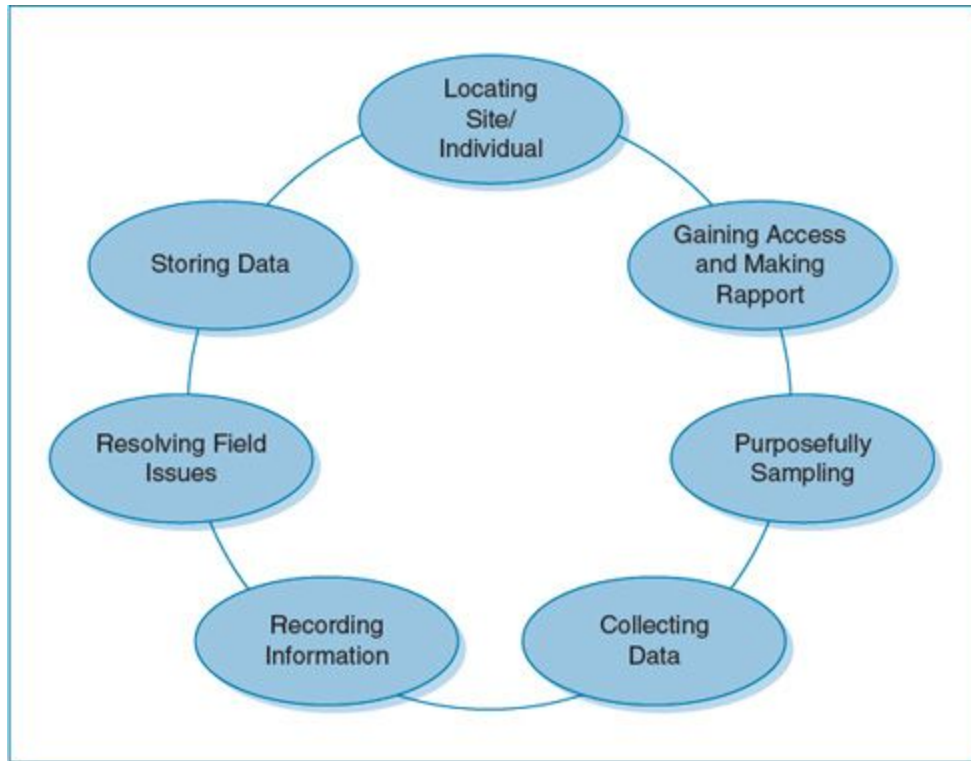 Locating
Site/
Individual
Gaining Access
and Making
Rapport
Purposefully
Sampling
Collecting
Data
Recording
Information
Resolving Field
Issues
Storing Data